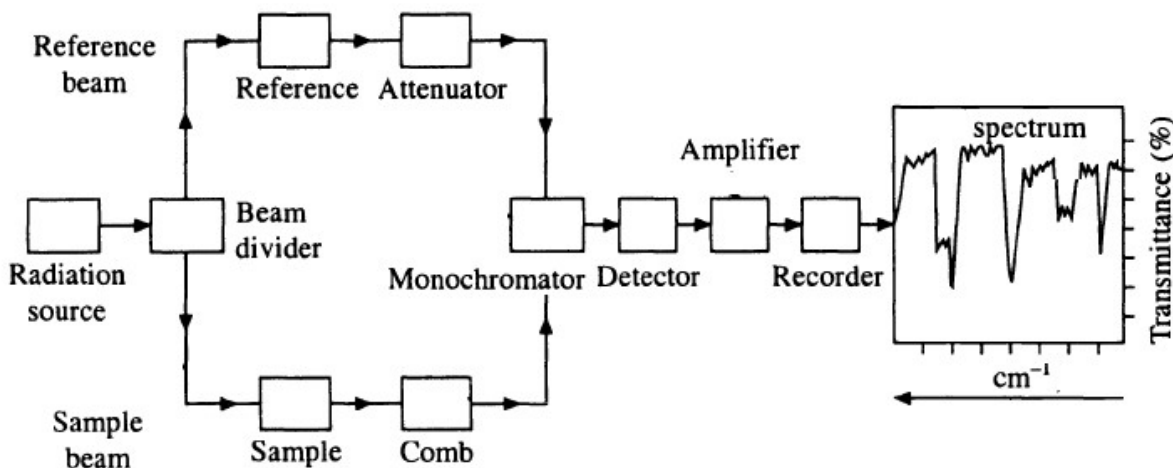 Reference
beam
Reference
Attenuator
Radiation
source
Beam
divider
Monochromator
Detector
Amplifier
Recorder
spectrum
Transmittance (%)
cm⁻¹
Sample
beam
Sample
Comb